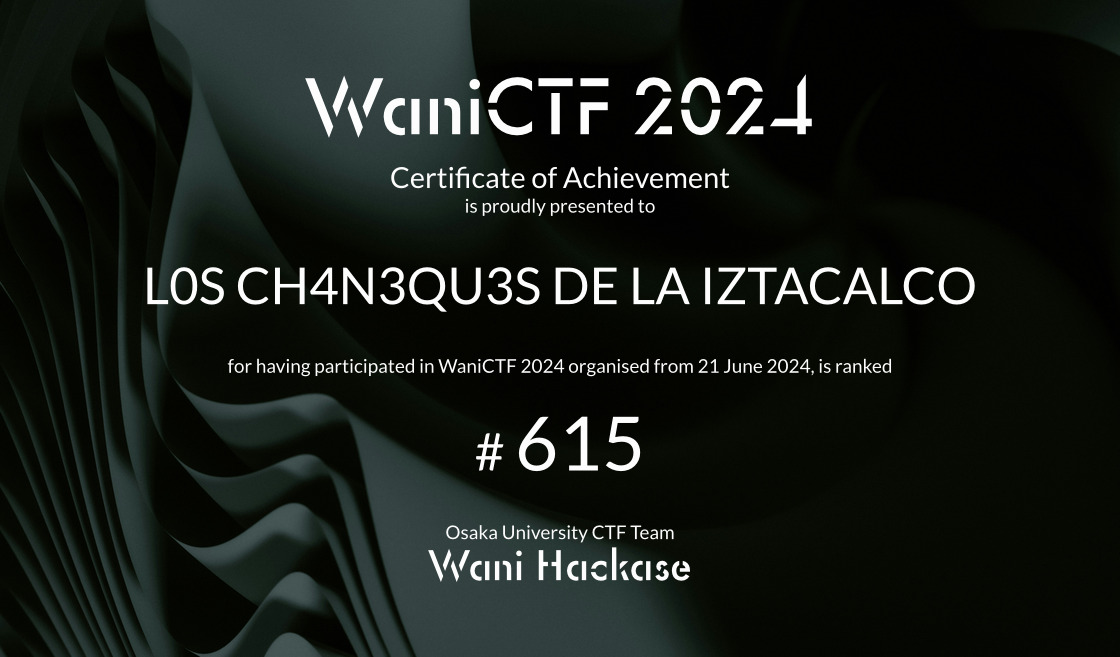 WaniCTF 2024
Certificate of Achievement
is proudly presented to
L0S CH4N3QU3S DE LA IZTACALCO
for having participated in WaniCTF 2024 organised from 21 June 2024, is ranked
# 615
Osaka University CTF Team
Wani Hackase